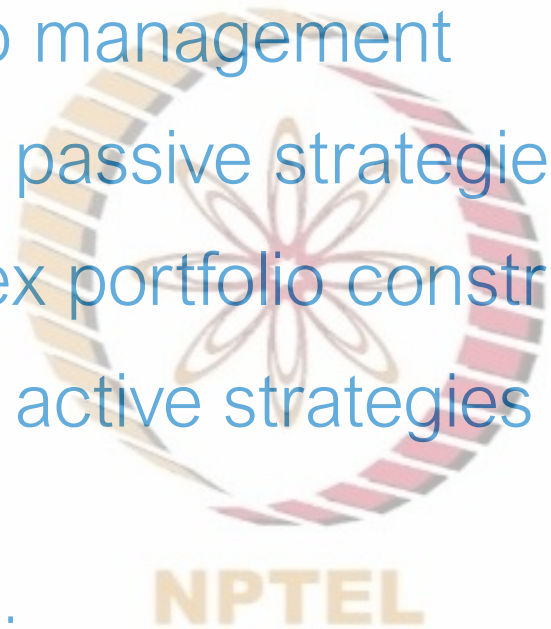 o management
passive strategie
ex portfolio constr
active strategies
.
NPTEL